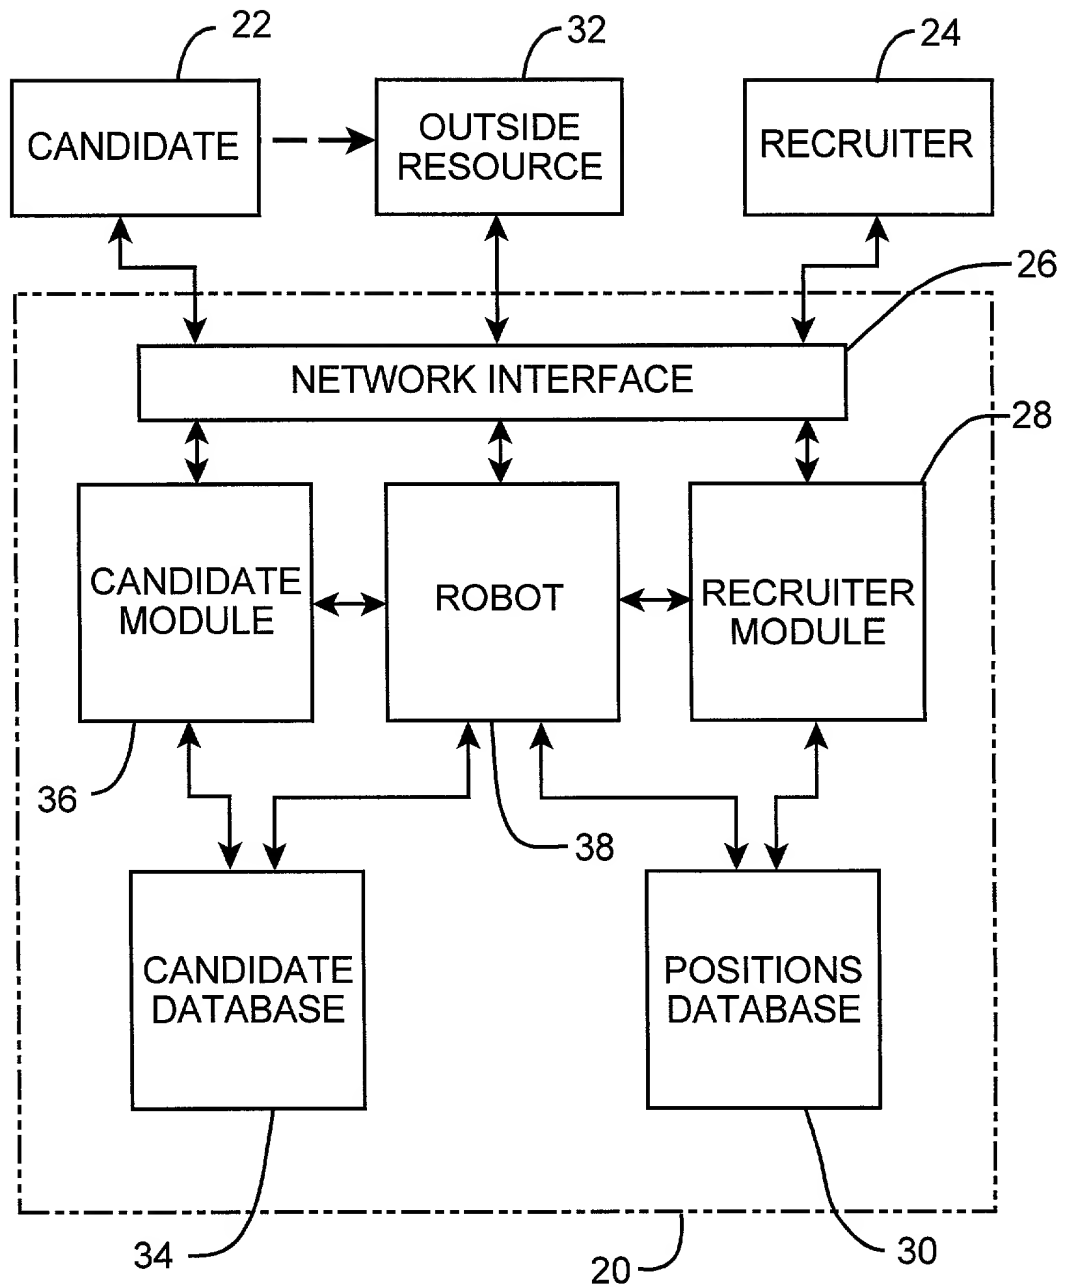 22
32
24
CANDIDATE
OUTSIDE
RESOURCE
RECRUITER
26
NETWORK INTERFACE
28
CANDIDATE
MODULE
ROBOT
RECRUITER
MODULE
36
38
CANDIDATE
DATABASE
POSITIONS
DATABASE
34
20
30